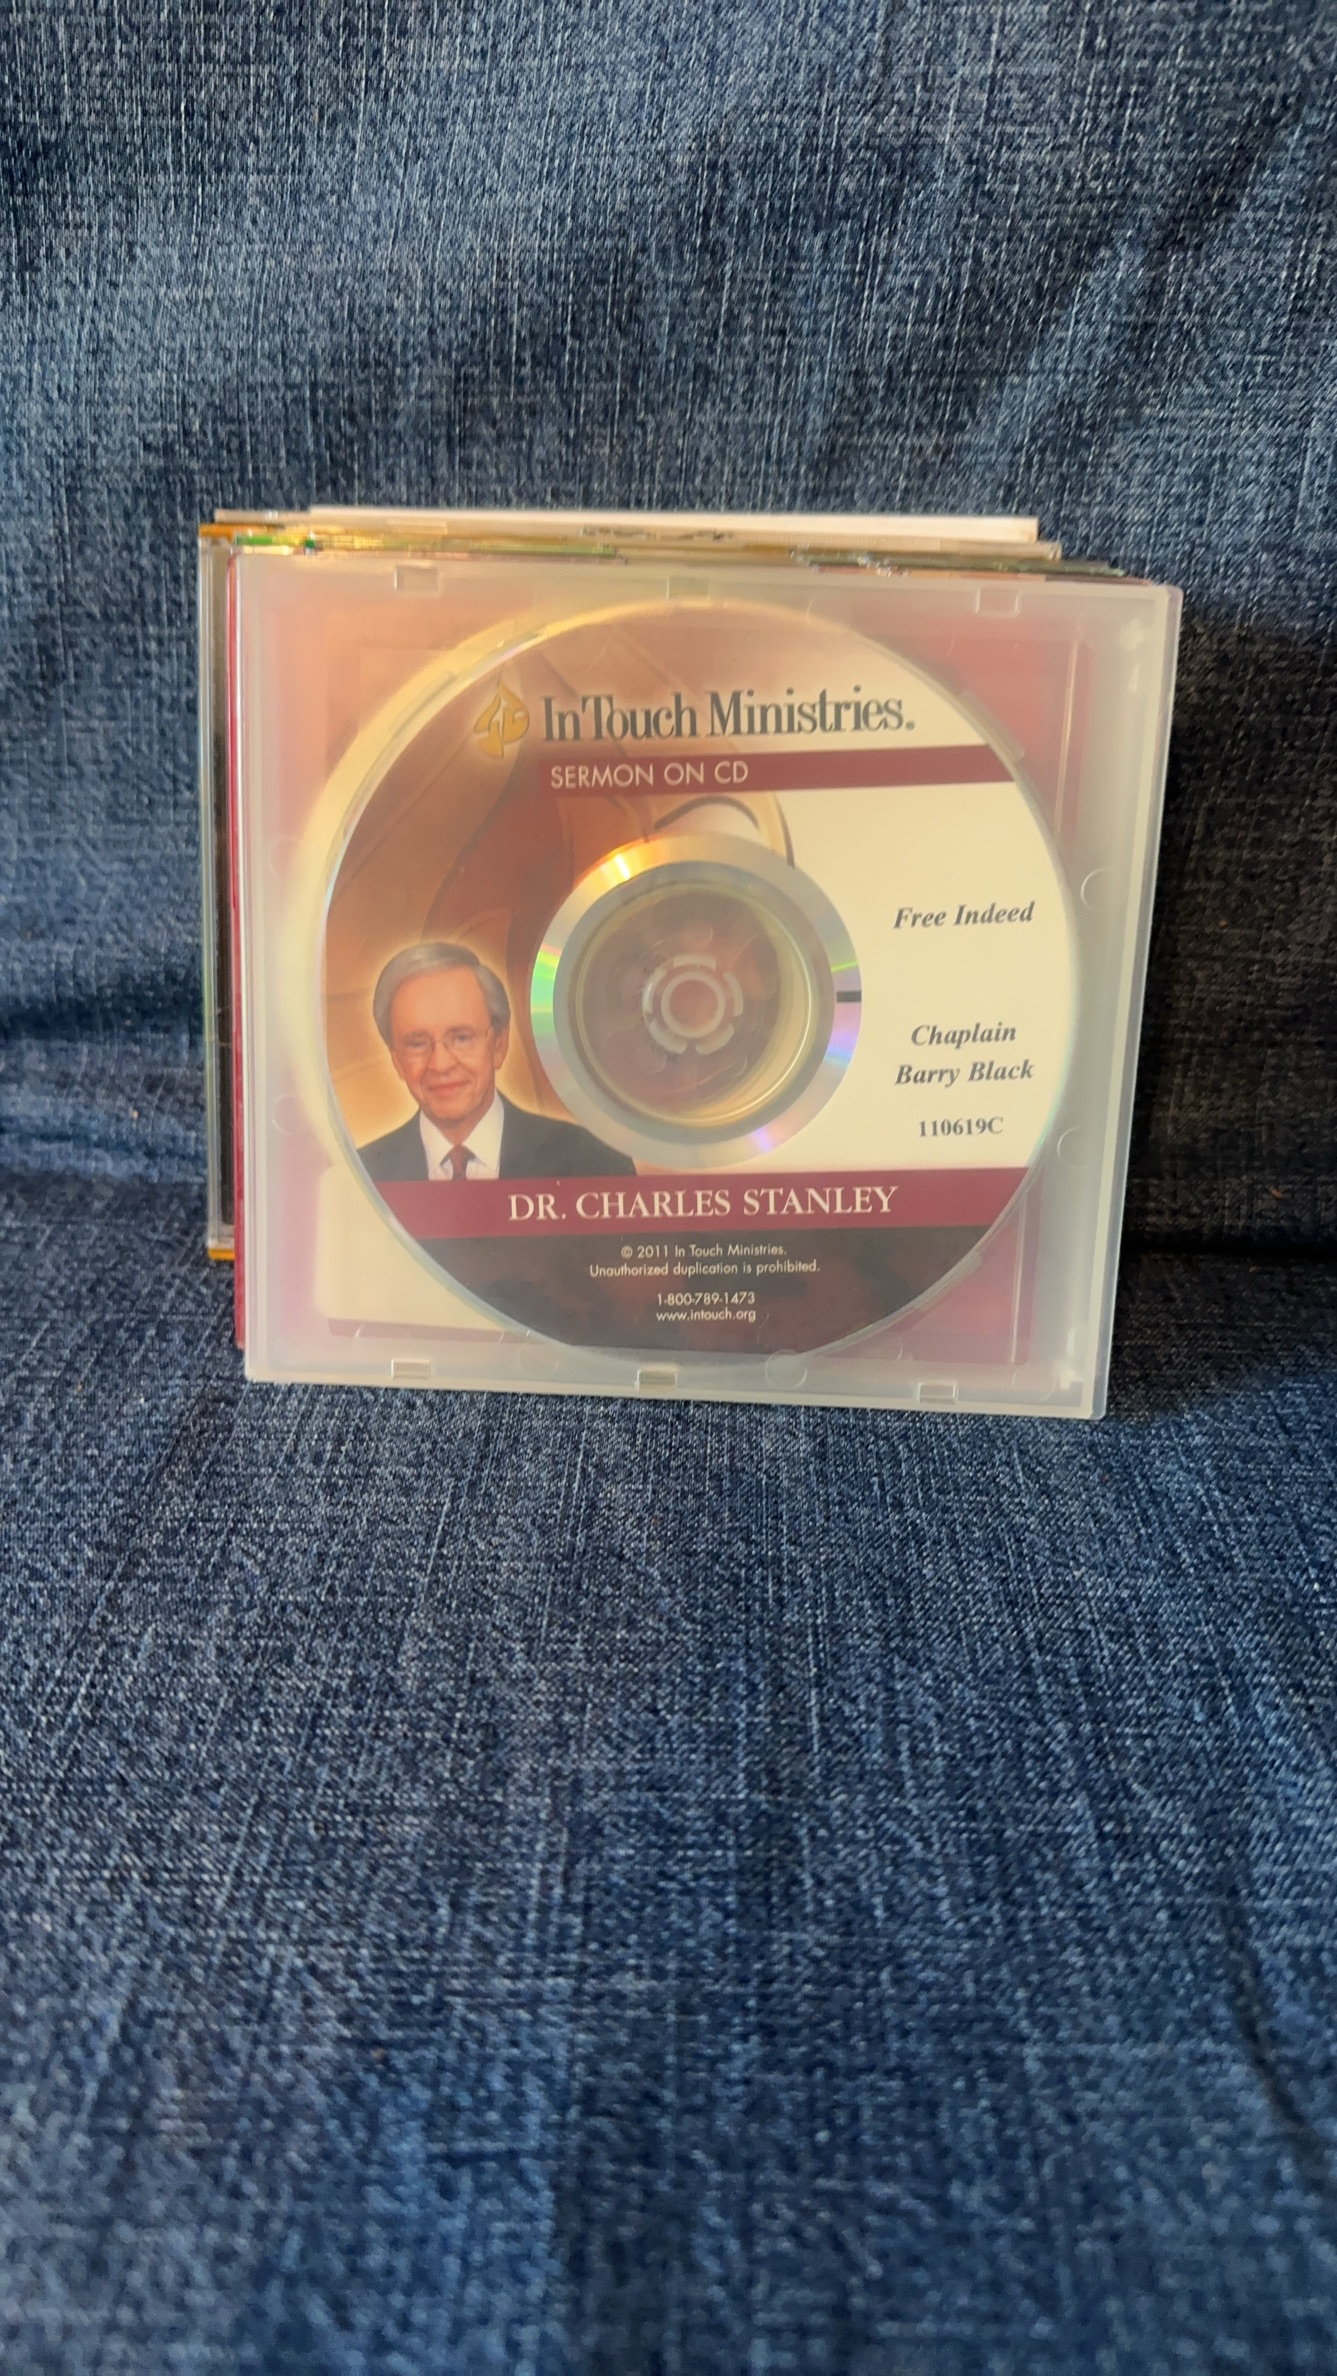 In Touch Ministries®
SERMON ON CD
Free Indeed
Chaplain
Barry Black
110619C
DR. CHARLES STANLEY
© 2011 In Touch Ministries.
Unauthorized duplication is prohibited.
1-800-789-1473
www.intouch.org